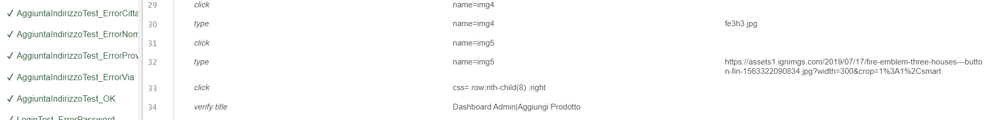 ✓ AggiuntaIndirizzoTest_ErrorCitta
✓ AggiuntaIndirizzoTest_ErrorNom
✓ AggiuntaIndirizzoTest_ErrorProv
✓ AggiuntaIndirizzoTest_ErrorVia
✓ AggiuntaIndirizzoTest_OK
✓ LoginTest_ErrorPassword
29 click name=img4
30 type name=img4 fe3h3.jpg
31 click name=img5
32 type name=img5 https://assets1.ignimgs.com/2019/07/17/fire-emblem-three-houses---butto
n-fin-1563322090834.jpg?width=300&crop=1%3A1%2Csmart
33 click css=.row:nth-child(8) .right
34 verify title Dashboard Admin|Aggiungi Prodotto